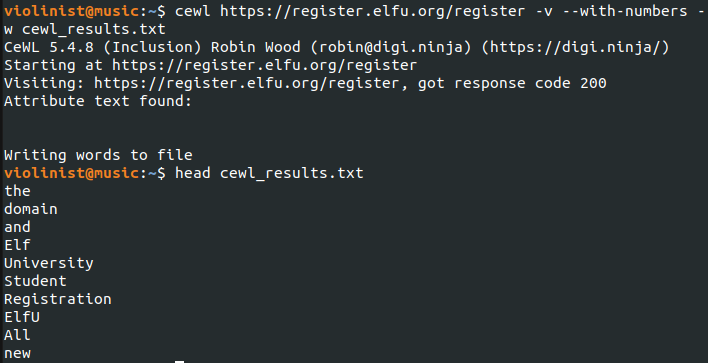 violinist@music:~$ cewl https://register.elfu.org/register -v --with-numbers -
w cewl_results.txt
CeWL 5.4.8 (Inclusion) Robin Wood (robin@digi.ninja) (https://digi.ninja/)
Starting at https://register.elfu.org/register
Visiting: https://register.elfu.org/register, got response code 200
Attribute text found:
Writing words to file
violinist@music:~$ head cewl_results.txt
the
domain
and
Elf
University
Student
Registration
ElfU
All
new